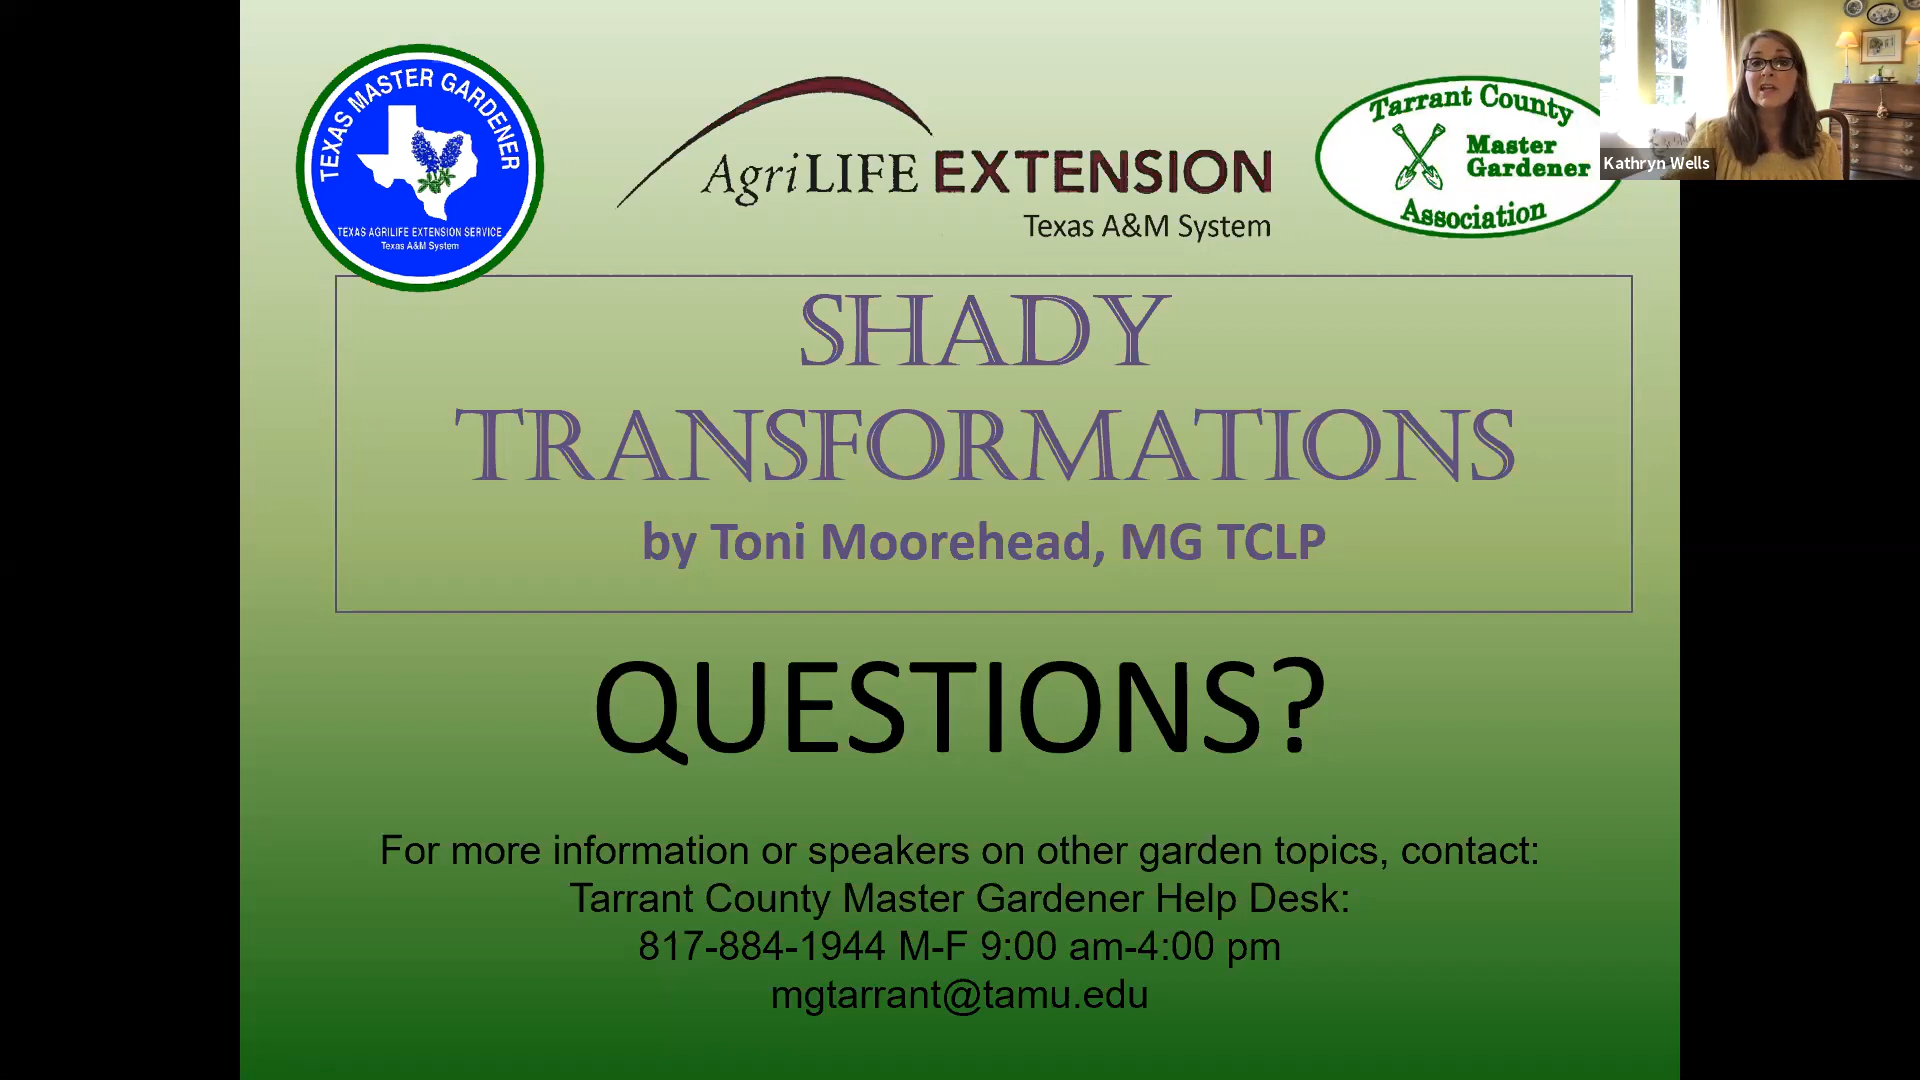 TEXAS MASTER GARDENER
TEXAS AGRILIFE EXTENSION SERVICE
Texas A&M System
AgriLIFE EXTENSION
Texas A&M System
Tarrant County
Master
Gardener
Association
Kathryn Wells
SHADY
TRANSFORMATIONS
by Toni Moorehead, MG TCLP
QUESTIONS?
For more information or speakers on other garden topics, contact:
Tarrant County Master Gardener Help Desk:
817-884-1944 M-F 9:00 am-4:00 pm
mgtarrant@tamu.edu